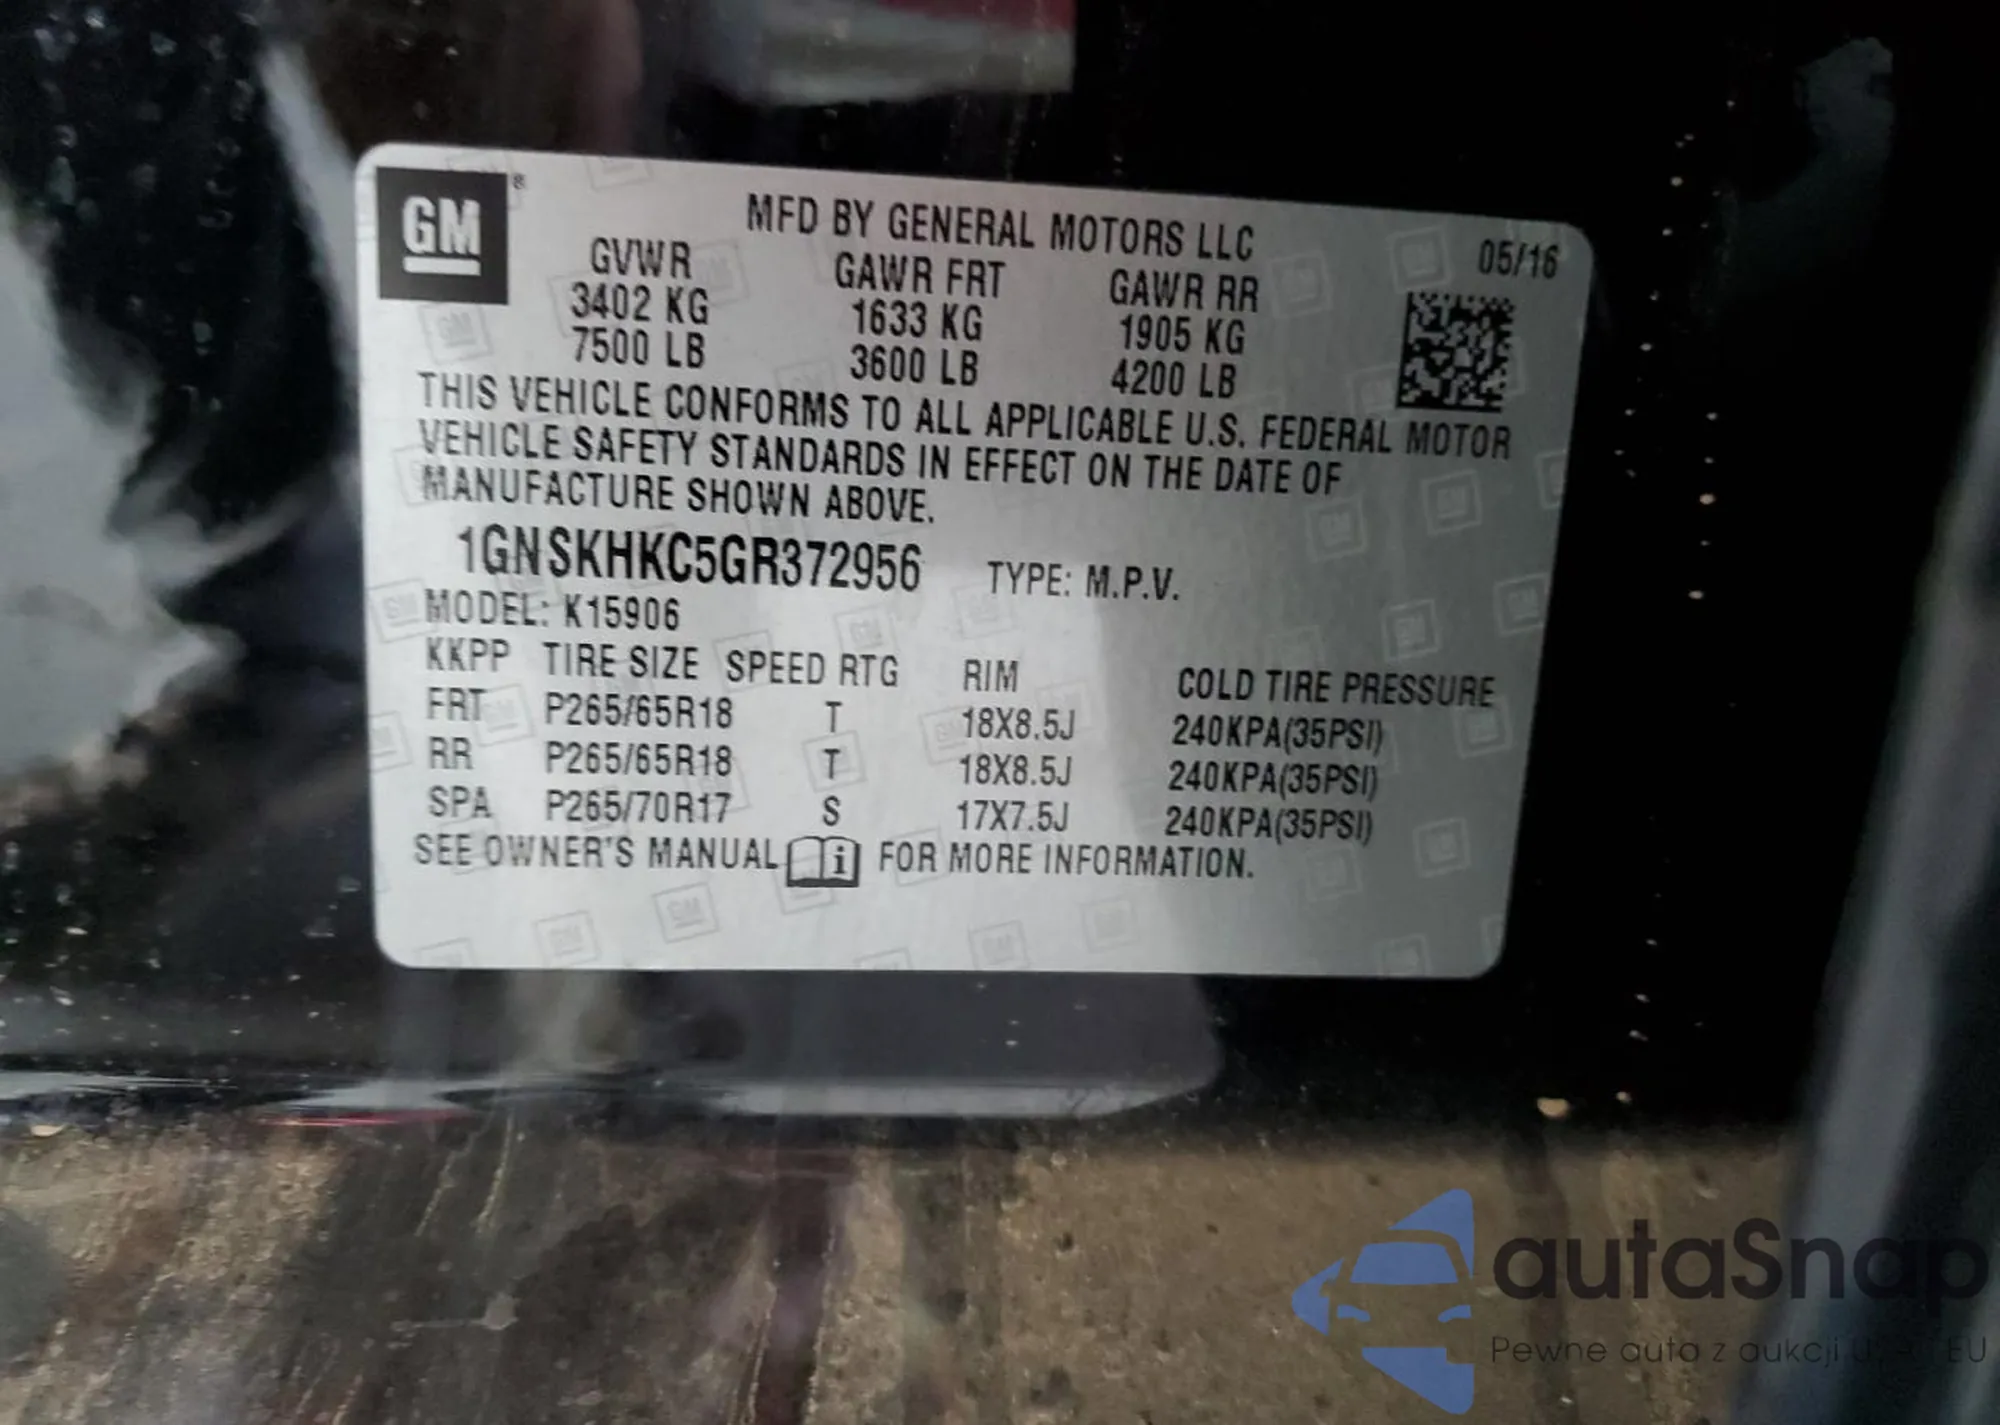 GM®
MFD BY GENERAL MOTORS LLC 05/16
GVWR GAWR FRT GAWR RR
3402 KG 1633 KG 1905 KG
7500 LB 3600 LB 4200 LB
THIS VEHICLE CONFORMS TO ALL APPLICABLE U.S. FEDERAL MOTOR
VEHICLE SAFETY STANDARDS IN EFFECT ON THE DATE OF
MANUFACTURE SHOWN ABOVE.
1GNSKHKC5GR372956 TYPE: M.P.V.
MODEL: K15906
KKPP TIRE SIZE SPEED RTG RIM COLD TIRE PRESSURE
FRT P265/65R18 T 18X8.5J 240KPA(35PSI)
RR P265/65R18 T 18X8.5J 240KPA(35PSI)
SPA P265/70R17 S 17X7.5J 240KPA(35PSI)
SEE OWNER'S MANUAL i FOR MORE INFORMATION.
autaSnap
Pewne auta z aukcji EU